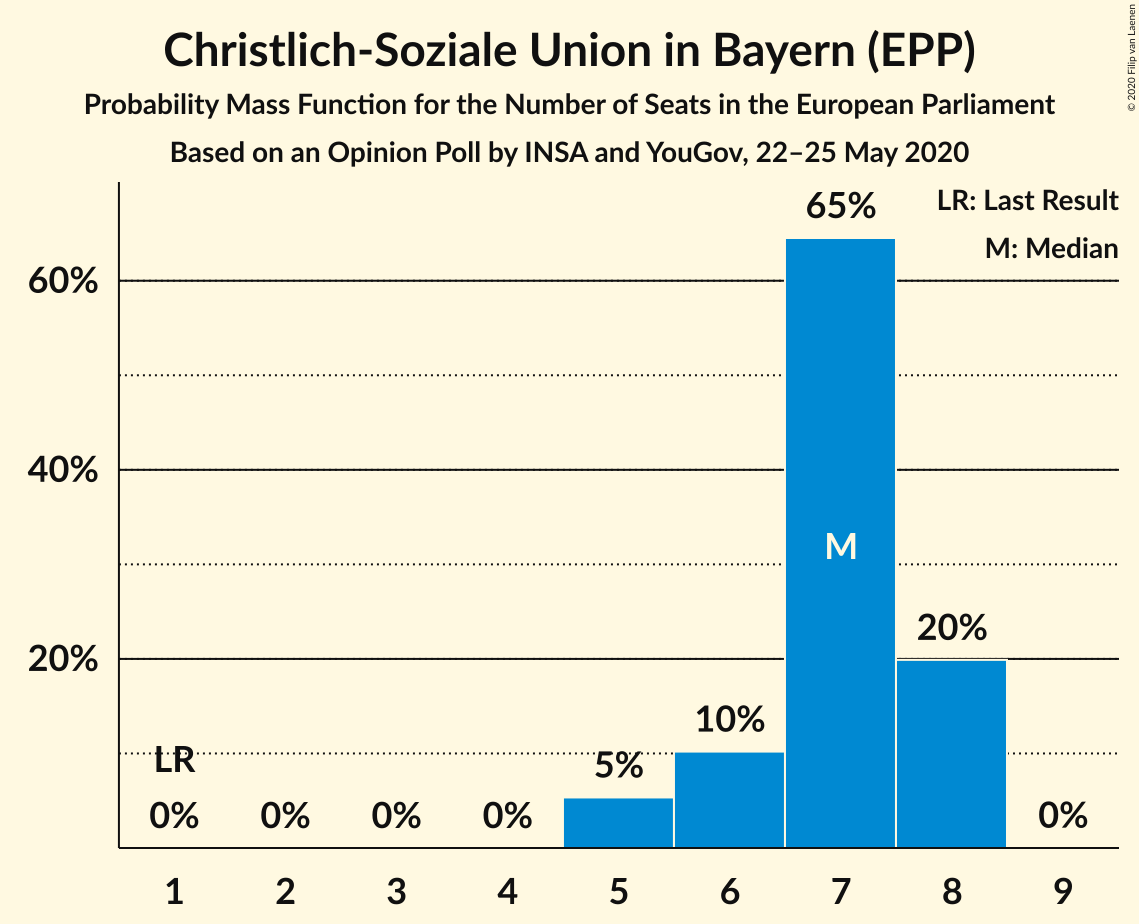 Christlich-Soziale Union in Bayern (EPP)
Probability Mass Function for the Number of Seats in the European Parliament
Based on an Opinion Poll by INSA and YouGov, 22–25 May 2020
© 2020 Filip van Laenen
LR: Last Result
M: Median
65%
60%
40%
M
20%
20%
10%
LR
5%
0% 0% 0% 0% 0%
1 2 3 4 5 6 7 8 9